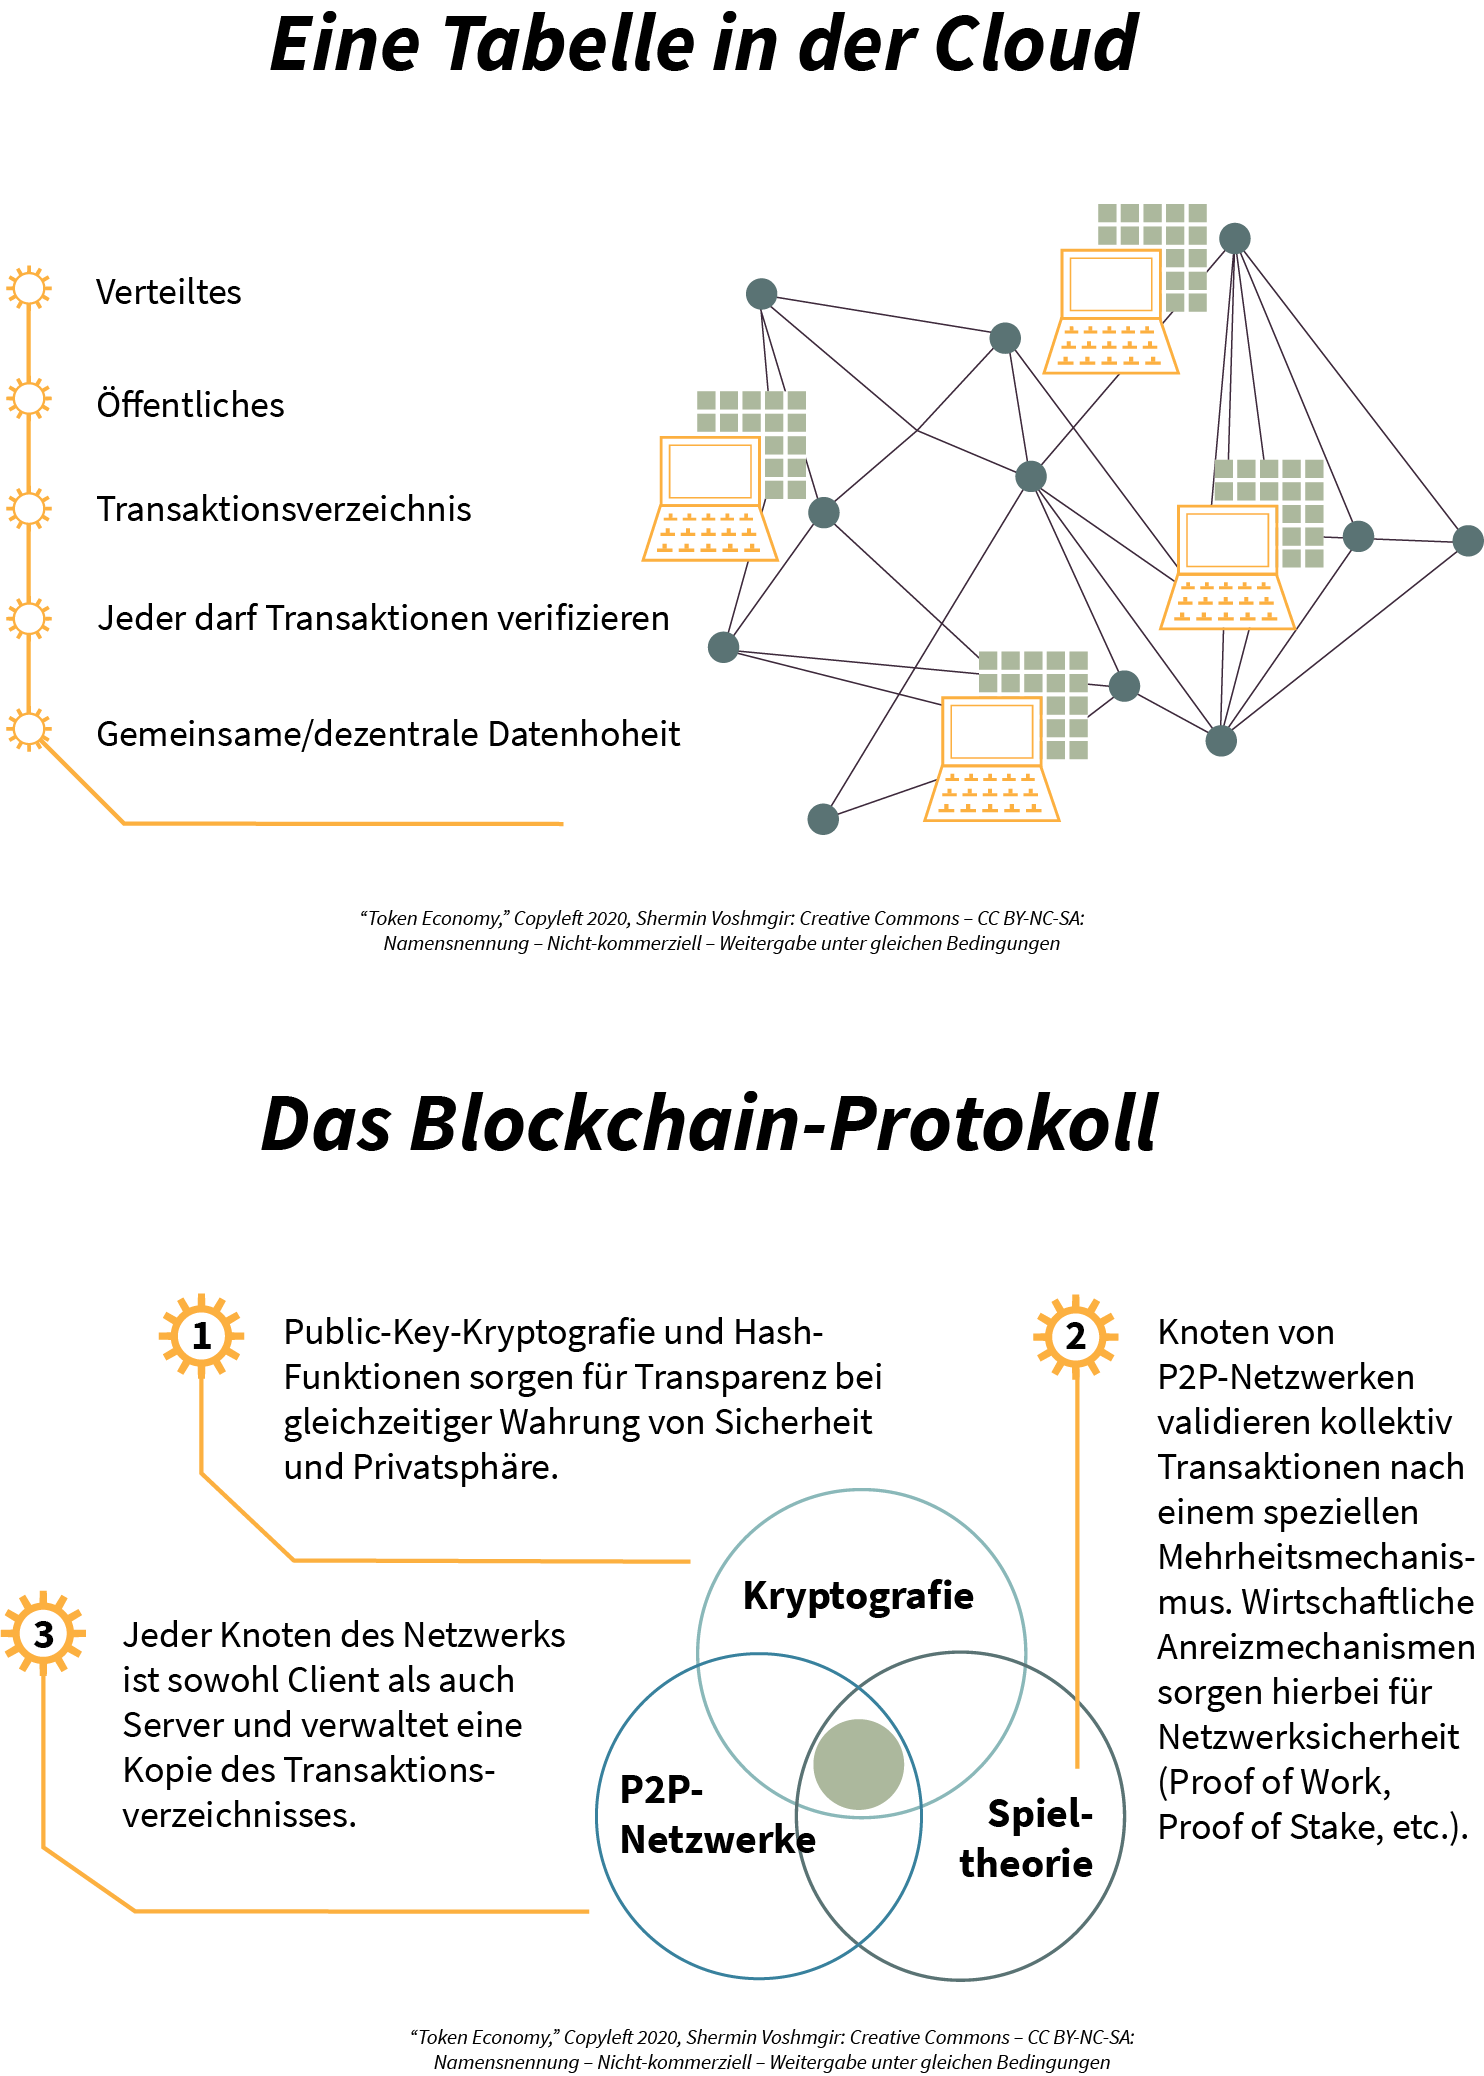 Eine Tabelle in der Cloud
Verteiltes
Öffentliches
Transaktionsverzeichnis
Jeder darf Transaktionen verifizieren
Gemeinsame/dezentrale Datenhoheit
“Token Economy,” Copyleft 2020, Shermin Voshmgir: Creative Commons – CC BY-NC-SA:
Namensnennung – Nicht-kommerziell – Weitergabe unter gleichen Bedingungen
Das Blockchain-Protokoll
1
Public-Key-Kryptografie und Hash-
Funktionen sorgen für Transparenz bei
gleichzeitiger Wahrung von Sicherheit
und Privatsphäre.
2
Knoten von
P2P-Netzwerken
validieren kollektiv
Transaktionen nach
einem speziellen
Mehrheitsmechanis-
mus. Wirtschaftliche
Anreizmechanismen
sorgen hierbei für
Netzwerksicherheit
(Proof of Work,
Proof of Stake, etc.).
3
Jeder Knoten des Netzwerks
ist sowohl Client als auch
Server und verwaltet eine
Kopie des Transaktions-
verzeichnisses.
Kryptografie
P2P-
Netzwerke
Spiel-
theorie
“Token Economy,” Copyleft 2020, Shermin Voshmgir: Creative Commons – CC BY-NC-SA:
Namensnennung – Nicht-kommerziell – Weitergabe unter gleichen Bedingungen